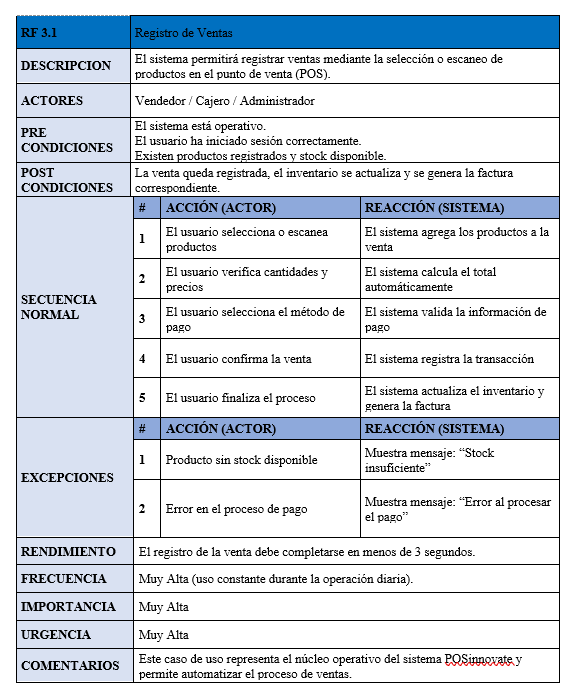 RF 3.1 Registro de Ventas
DESCRIPCION El sistema permitirá registrar ventas mediante la selección o escaneo de
productos en el punto de venta (POS).
ACTORES Vendedor / Cajero / Administrador
PRE
CONDICIONES
El sistema está operativo.
El usuario ha iniciado sesión correctamente.
Existen productos registrados y stock disponible.
POST
CONDICIONES
La venta queda registrada, el inventario se actualiza y se genera la factura
correspondiente.
SECUENCIA
NORMAL
# ACCIÓN (ACTOR) REACCIÓN (SISTEMA)
1 El usuario selecciona o escanea
productos
El sistema agrega los productos a la
venta
2 El usuario verifica cantidades y
precios
El sistema calcula el total
automáticamente
3 El usuario selecciona el método de
pago
El sistema valida la información de
pago
4 El usuario confirma la venta El sistema registra la transacción
5 El usuario finaliza el proceso El sistema actualiza el inventario y
genera la factura
EXCEPCIONES
# ACCIÓN (ACTOR) REACCIÓN (SISTEMA)
1 Producto sin stock disponible Muestra mensaje: “Stock
insuficiente”
2 Error en el proceso de pago Muestra mensaje: “Error al procesar
el pago”
RENDIMIENTO El registro de la venta debe completarse en menos de 3 segundos.
FRECUENCIA Muy Alta (uso constante durante la operación diaria).
IMPORTANCIA Muy Alta
URGENCIA Muy Alta
COMENTARIOS Este caso de uso representa el núcleo operativo del sistema POSinnovate y
permite automatizar el proceso de ventas.